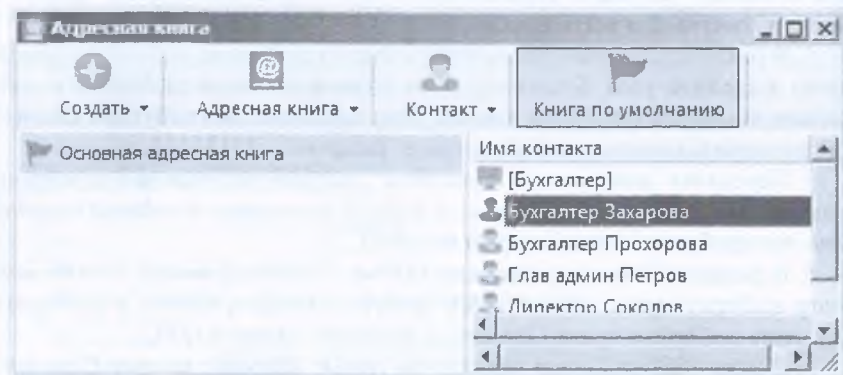 Адресная книга
Создать
Адресная книга
Контакт
Книга по умолчанию
Основная адресная книга
Имя контакта
[Бухгалтер]
Бухгалтер Захарова
Бухгалтер Прохорова
Глав админ Петров
Директор Соколов